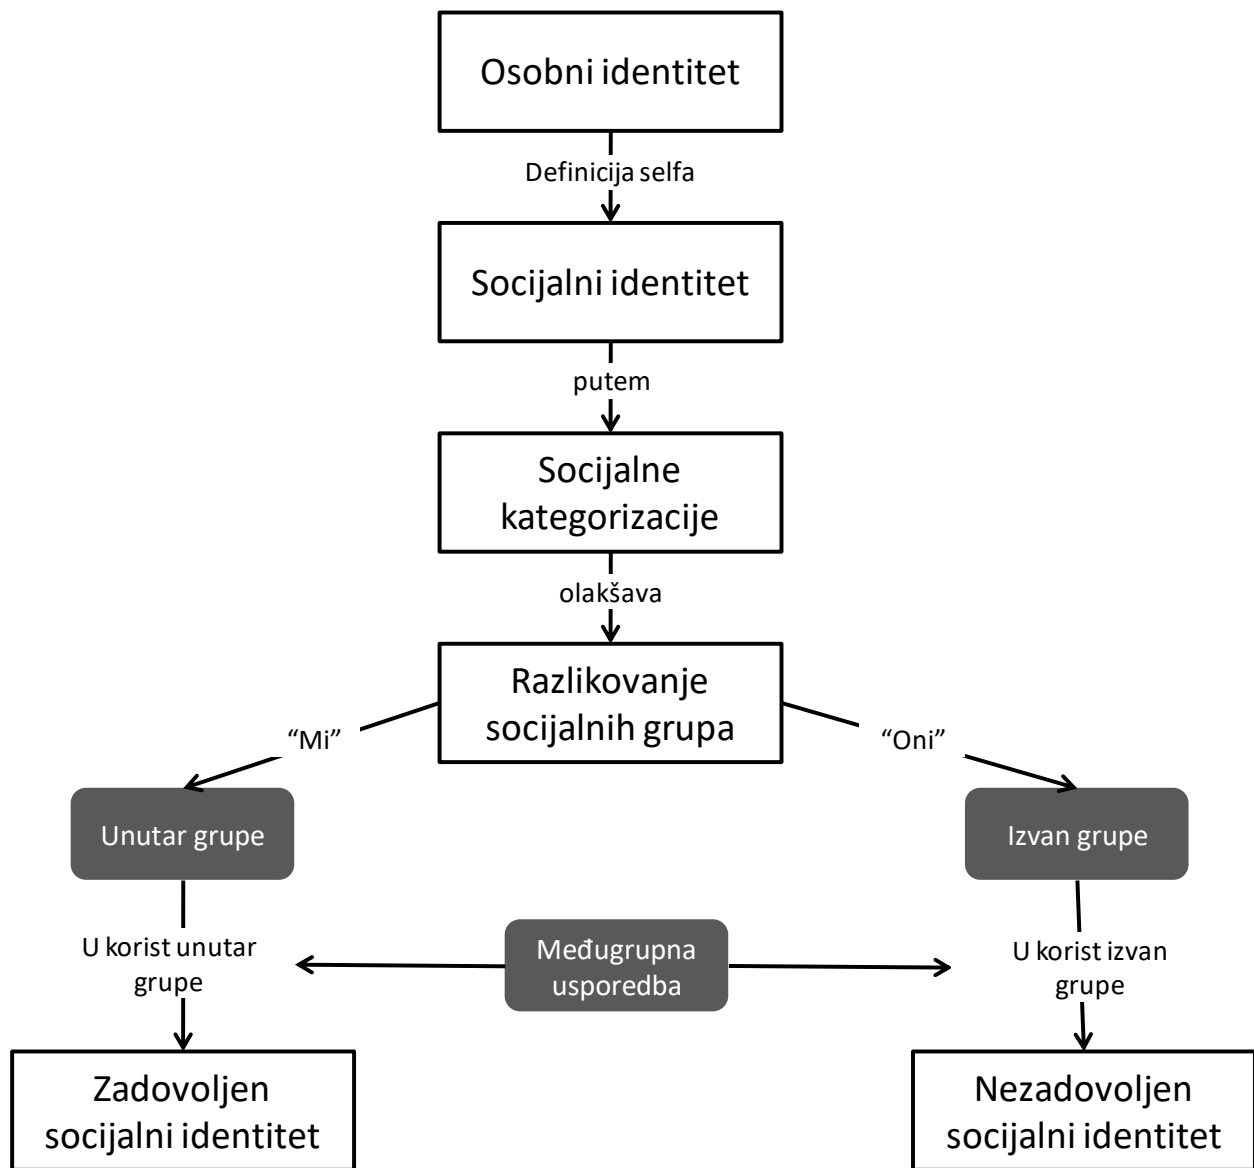 Osobni identitet
Definicija selfa
Socijalni identitet
putem
Socijalne
kategorizacije
olakšava
Razlikovanje
socijalnih grupa
“Mi”
“Oni”
Unutar grupe
Izvan grupe
U korist unutar
grupe
Međugrupna
usporedba
U korist izvan
grupe
Zadovoljen
socijalni identitet
Nezadovoljen
socijalni identitet